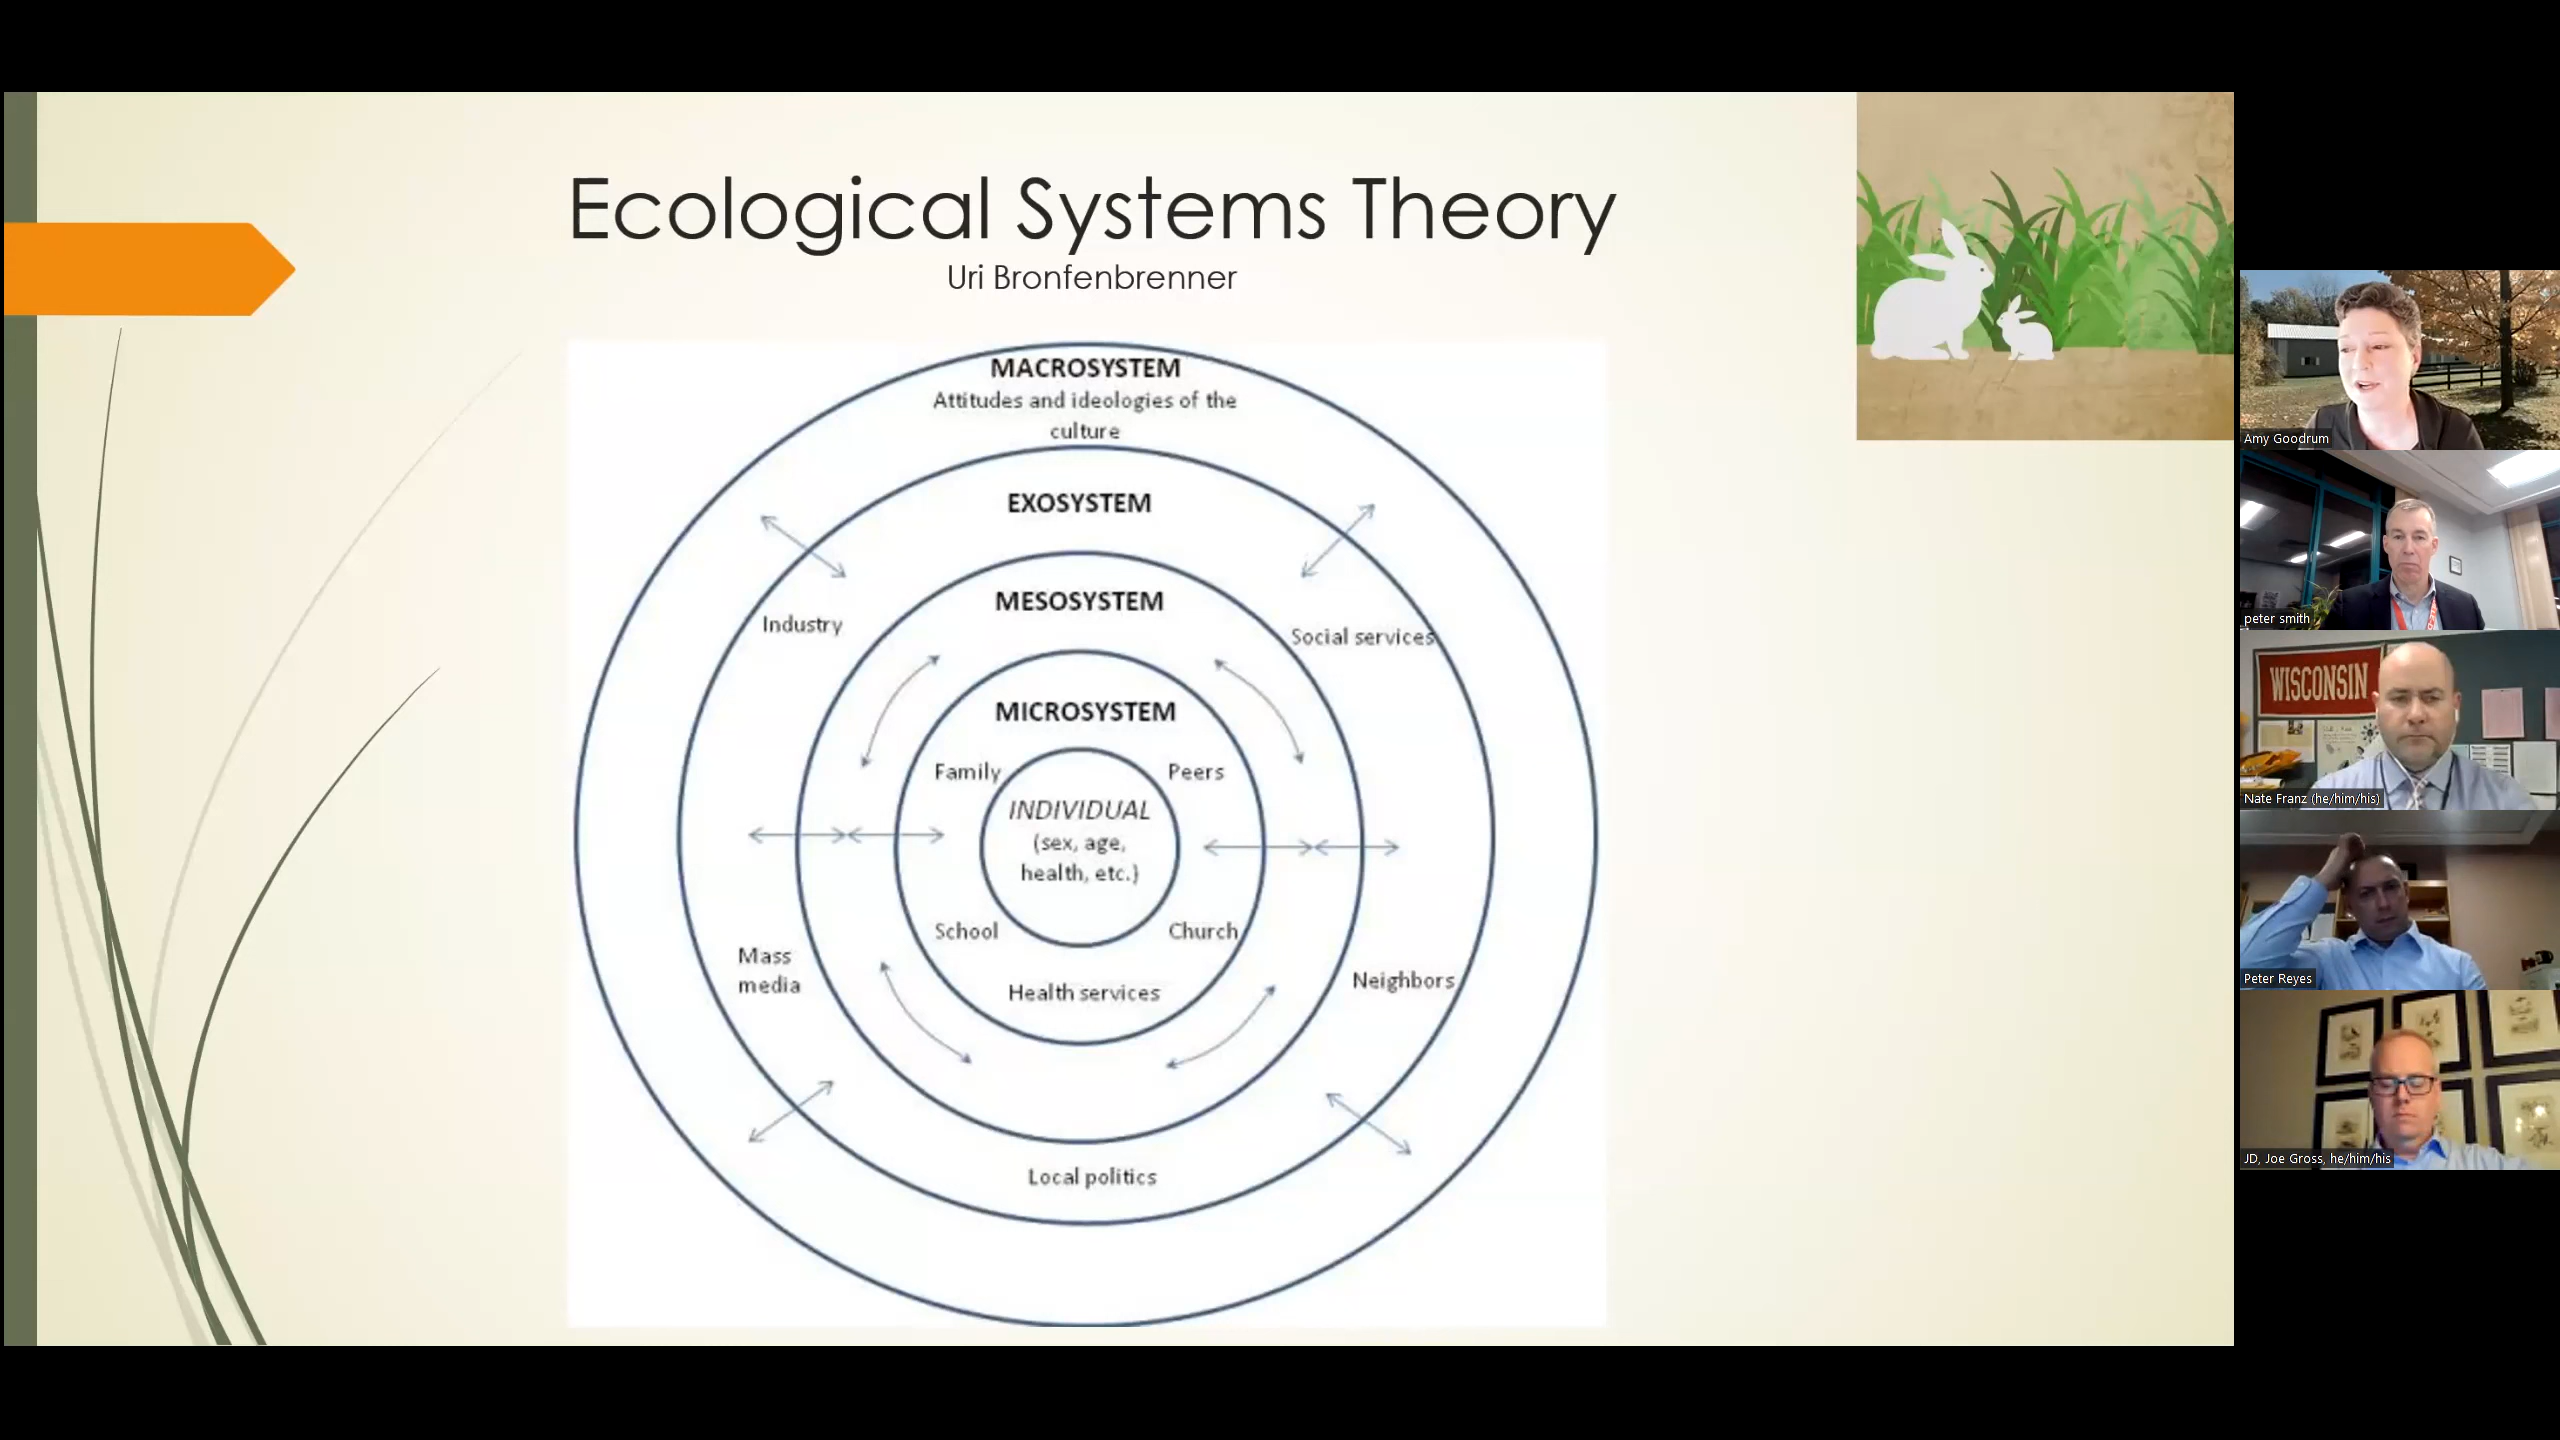 Ecological Systems Theory
Uri Bronfenbrenner
MACROSYSTEM
Attitudes and ideologies of the
culture
EXOSYSTEM
MESOSYSTEM
Industry
Social services
MICROSYSTEM
Family
Peers
INDIVIDUAL
(sex, age,
health, etc.)
School
Church
Mass
media
Health services
Neighbors
Local politics
Amy Goodrum
peter smith
WISCONSIN
Nate Franz (he/him/his)
Peter Reyes
JD, Joe Gross, he/him/his